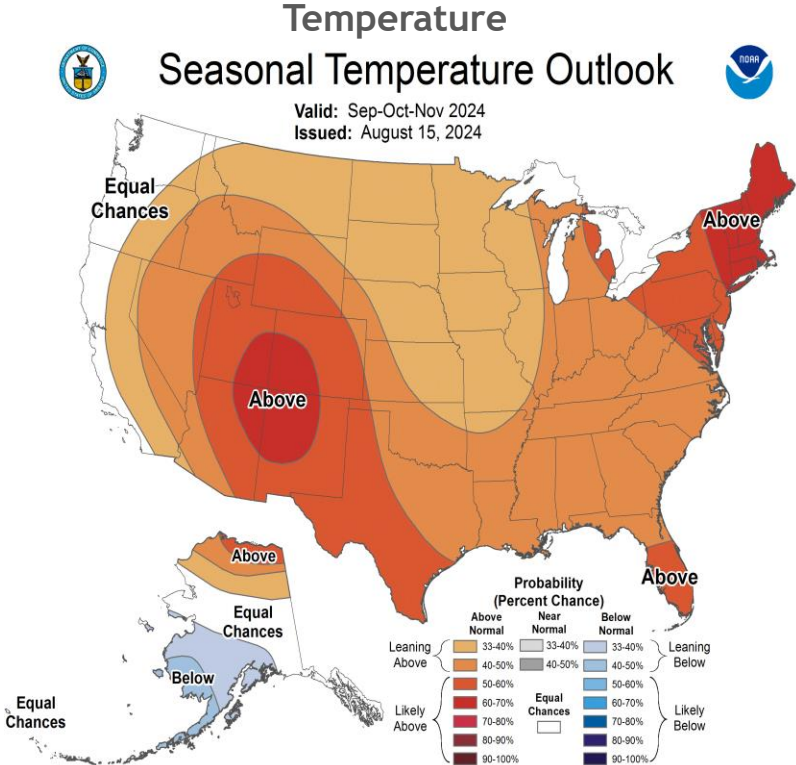 Temperature
Seasonal Temperature Outlook
NOAA
Valid: Sep-Oct-Nov 2024
Issued: August 15, 2024
Equal
Chances
Above
Above
Above
Above
Equal
Chances
Below
Equal
Chances
Probability
(Percent Chance)
Above
Normal
Near
Normal
Below
Normal
Leaning
Above
33-40%
33-40%
33-40%
Leaning
Below
40-50%
40-50%
40-50%
Likely
Above
50-60%
60-70%
70-80%
80-90%
90-100%
Equal
Chances
50-60%
60-70%
70-80%
80-90%
90-100%
Likely
Below